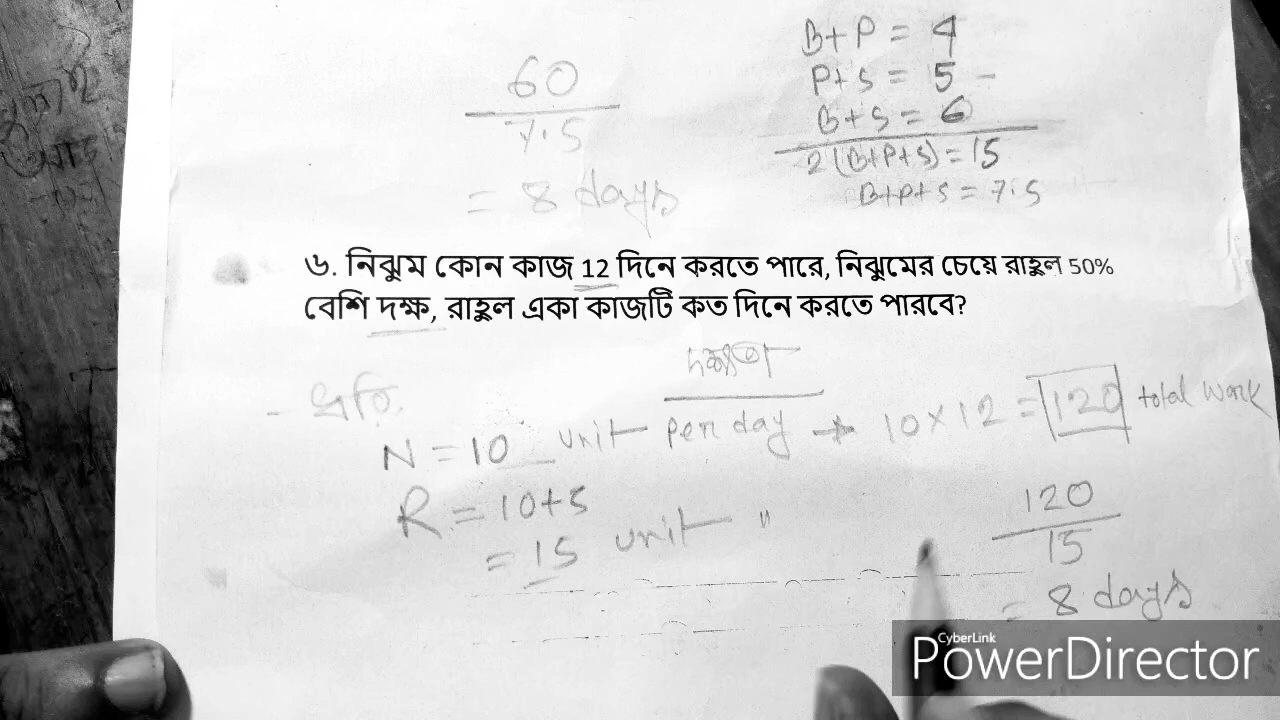 B+P = 4
P+S = 5 -
B+S = 6
2(B+P+S) = 15
B+P+S = 7.5
60
7.5
= 8 days
৬. নিঝুম কোন কাজ 12 দিনে করতে পারে, নিঝুমের চেয়ে রাহুল 50%
বেশি দক্ষ, রাহুল একা কাজটি কত দিনে করতে পারবে?
- ধরি,
দক্ষতা
N = 10 unit per day → 10 × 12 = 120 total work
R = 10+5
= 15 unit "
120
15
= 8 days
CyberLink
PowerDirector